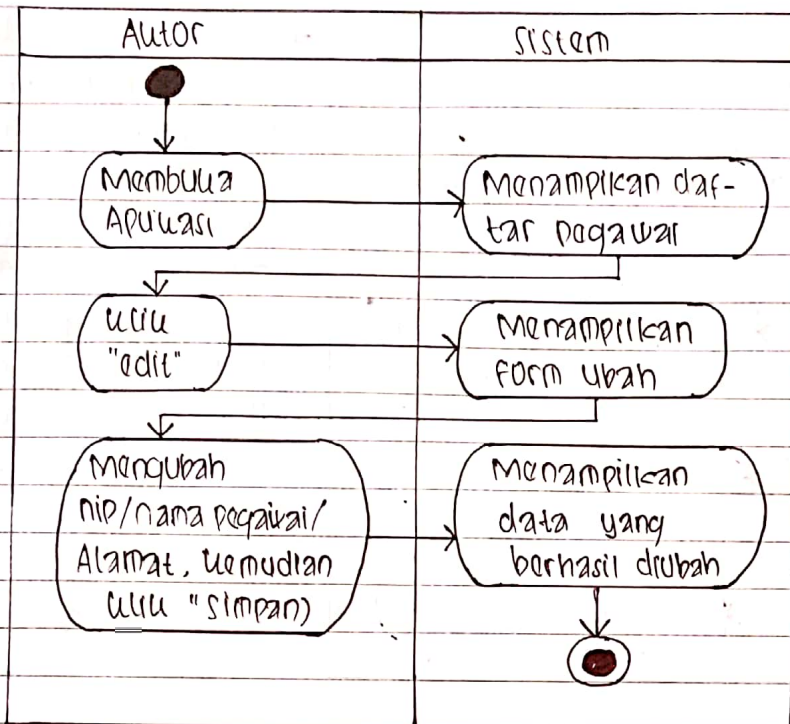 Autor
Sistem
Membuka
Aplikasi
Menampilkan daf-
tar pegawai
klik
"edit"
Menampilkan
Form Ubah
Mengubah
nip/nama pegawai/
Alamat, kemudian
klik "simpan)
Menampilkan
data yang
berhasil diubah